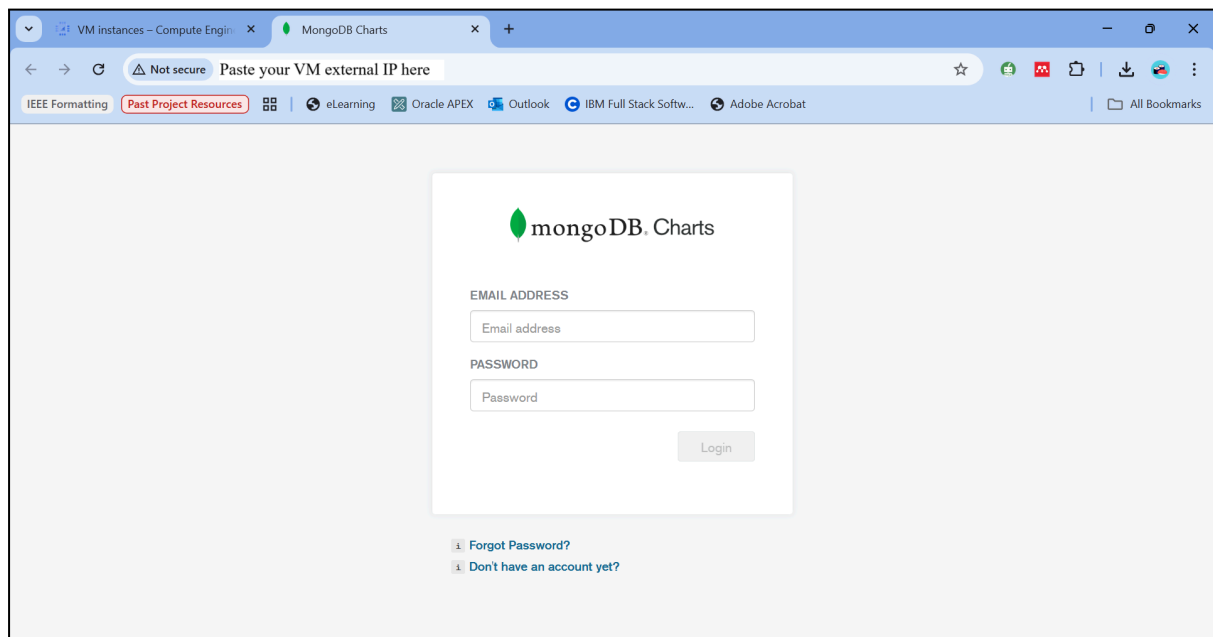 VM instances – Compute Engin
MongoDB Charts
Not secure
Paste your VM external IP here
IEEE Formatting
Past Project Resources
eLearning
Oracle APEX
Outlook
IBM Full Stack Softw...
Adobe Acrobat
All Bookmarks
mongoDB. Charts
EMAIL ADDRESS
Email address
PASSWORD
Password
Login
i Forgot Password?
i Don't have an account yet?